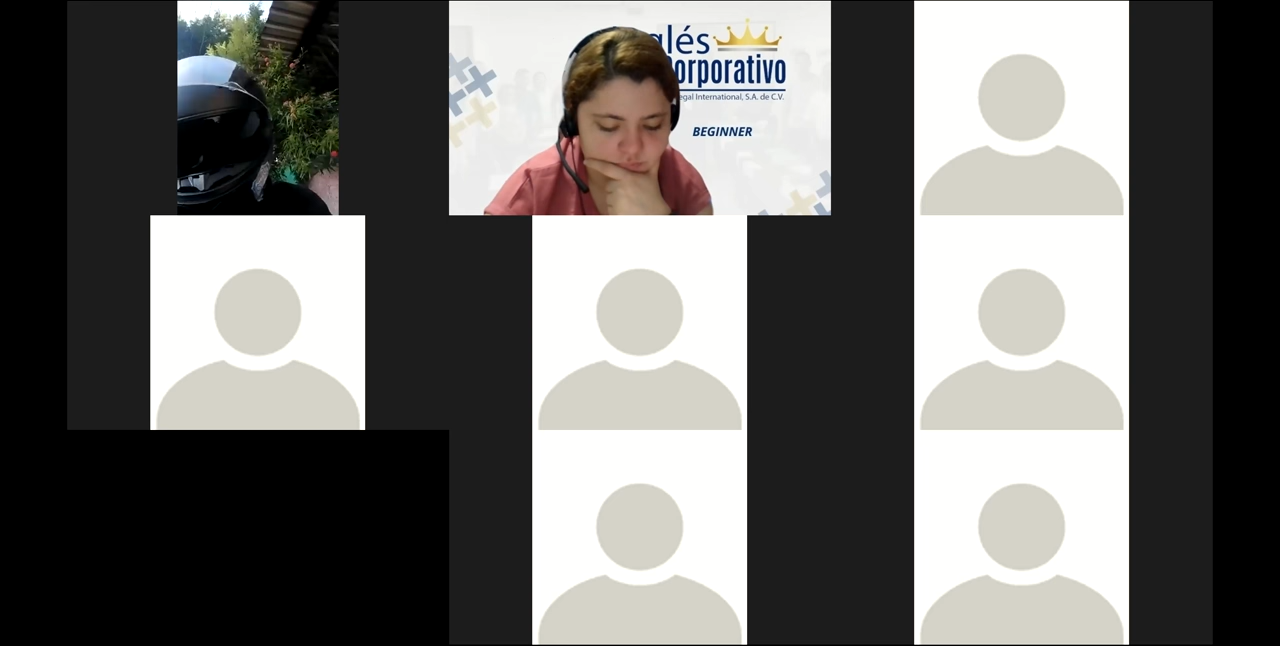 glés
orporativo
egal International, S.A. de C.V.
BEGINNER